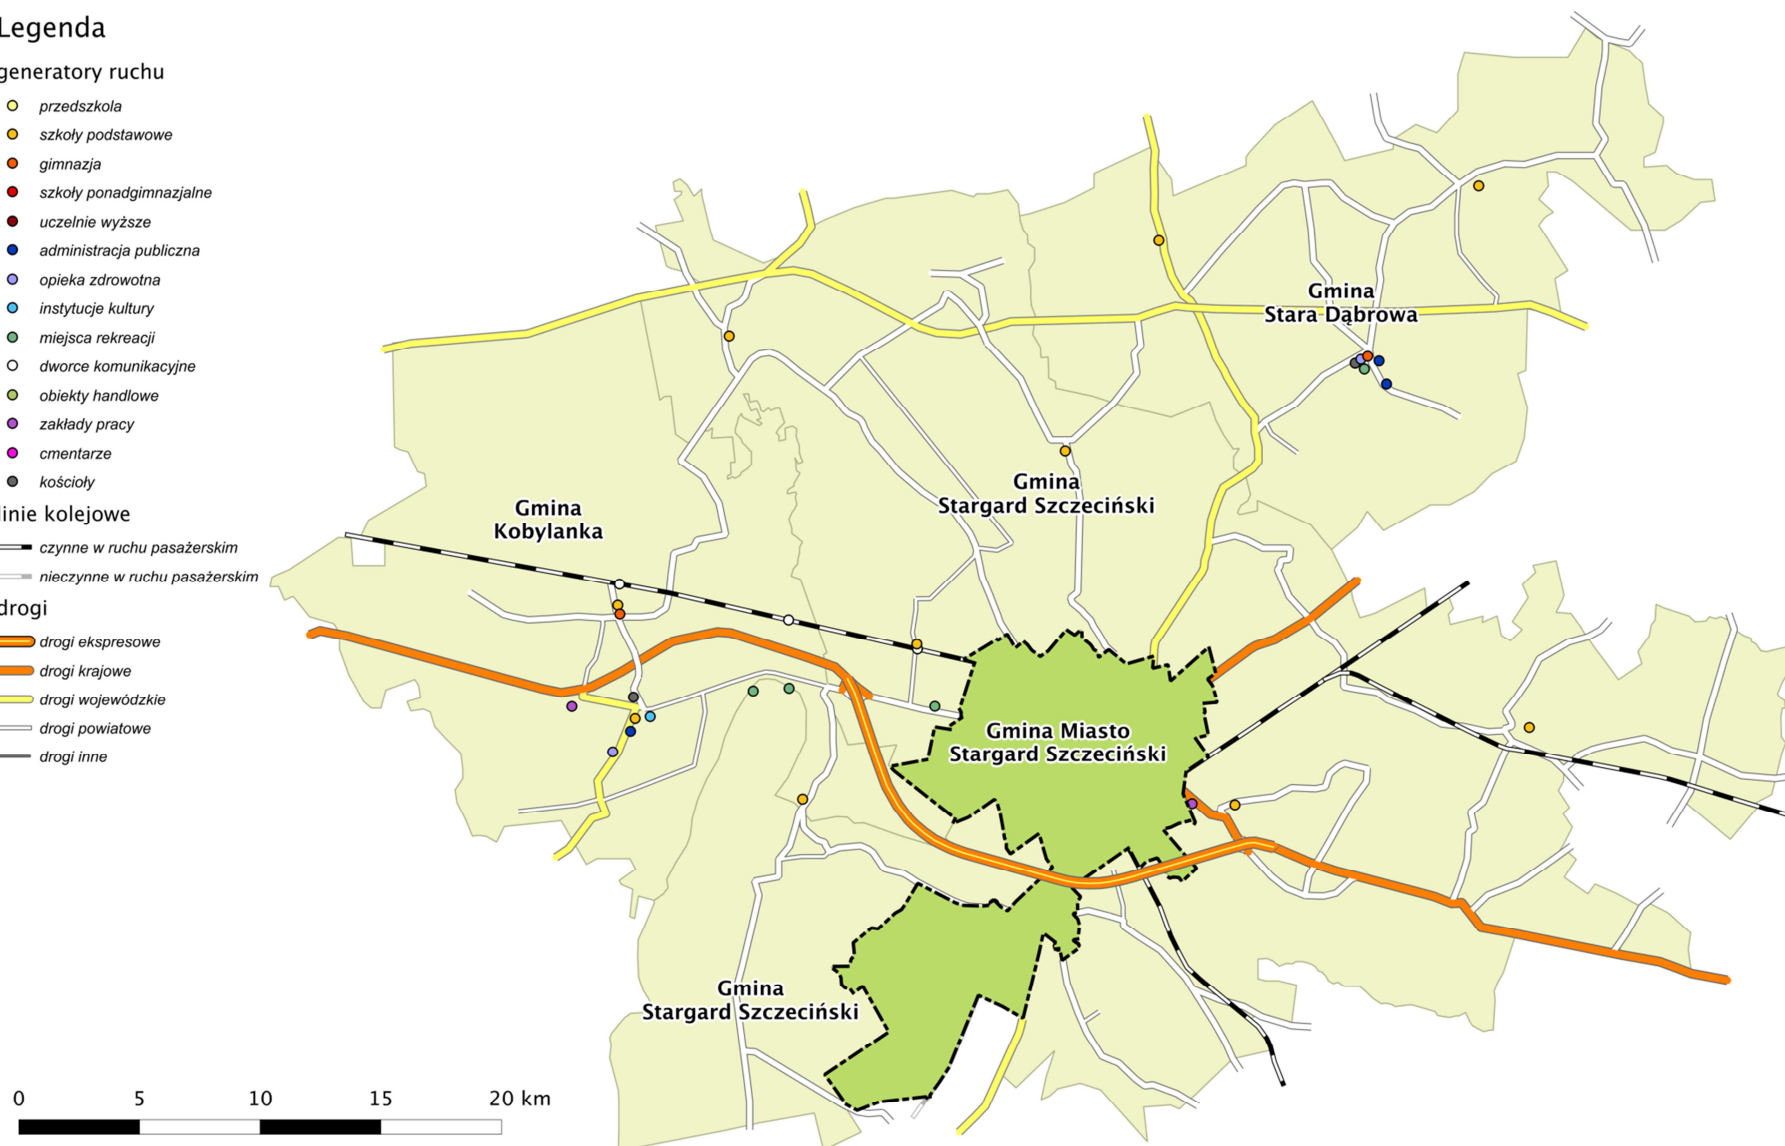 Legenda
generatory ruchu
przedszkola
szkoły podstawowe
gimnazja
szkoły ponadgimnazjalne
uczelnie wyższe
administracja publiczna
opieka zdrowotna
instytucje kultury
miejsca rekreacji
dworce komunikacyjne
obiekty handlowe
zakłady pracy
cmentarze
kościoły
linie kolejowe
czynne w ruchu pasażerskim
nieczynne w ruchu pasażerskim
drogi
drogi ekspresowe
drogi krajowe
drogi wojewódzkie
drogi powiatowe
drogi inne
Gmina
Stara Dąbrowa
Gmina
Stargard Szczeciński
Gmina
Kobylanka
Gmina Miasto
Stargard Szczeciński
Gmina
Stargard Szczeciński
0 5 10 15 20 km